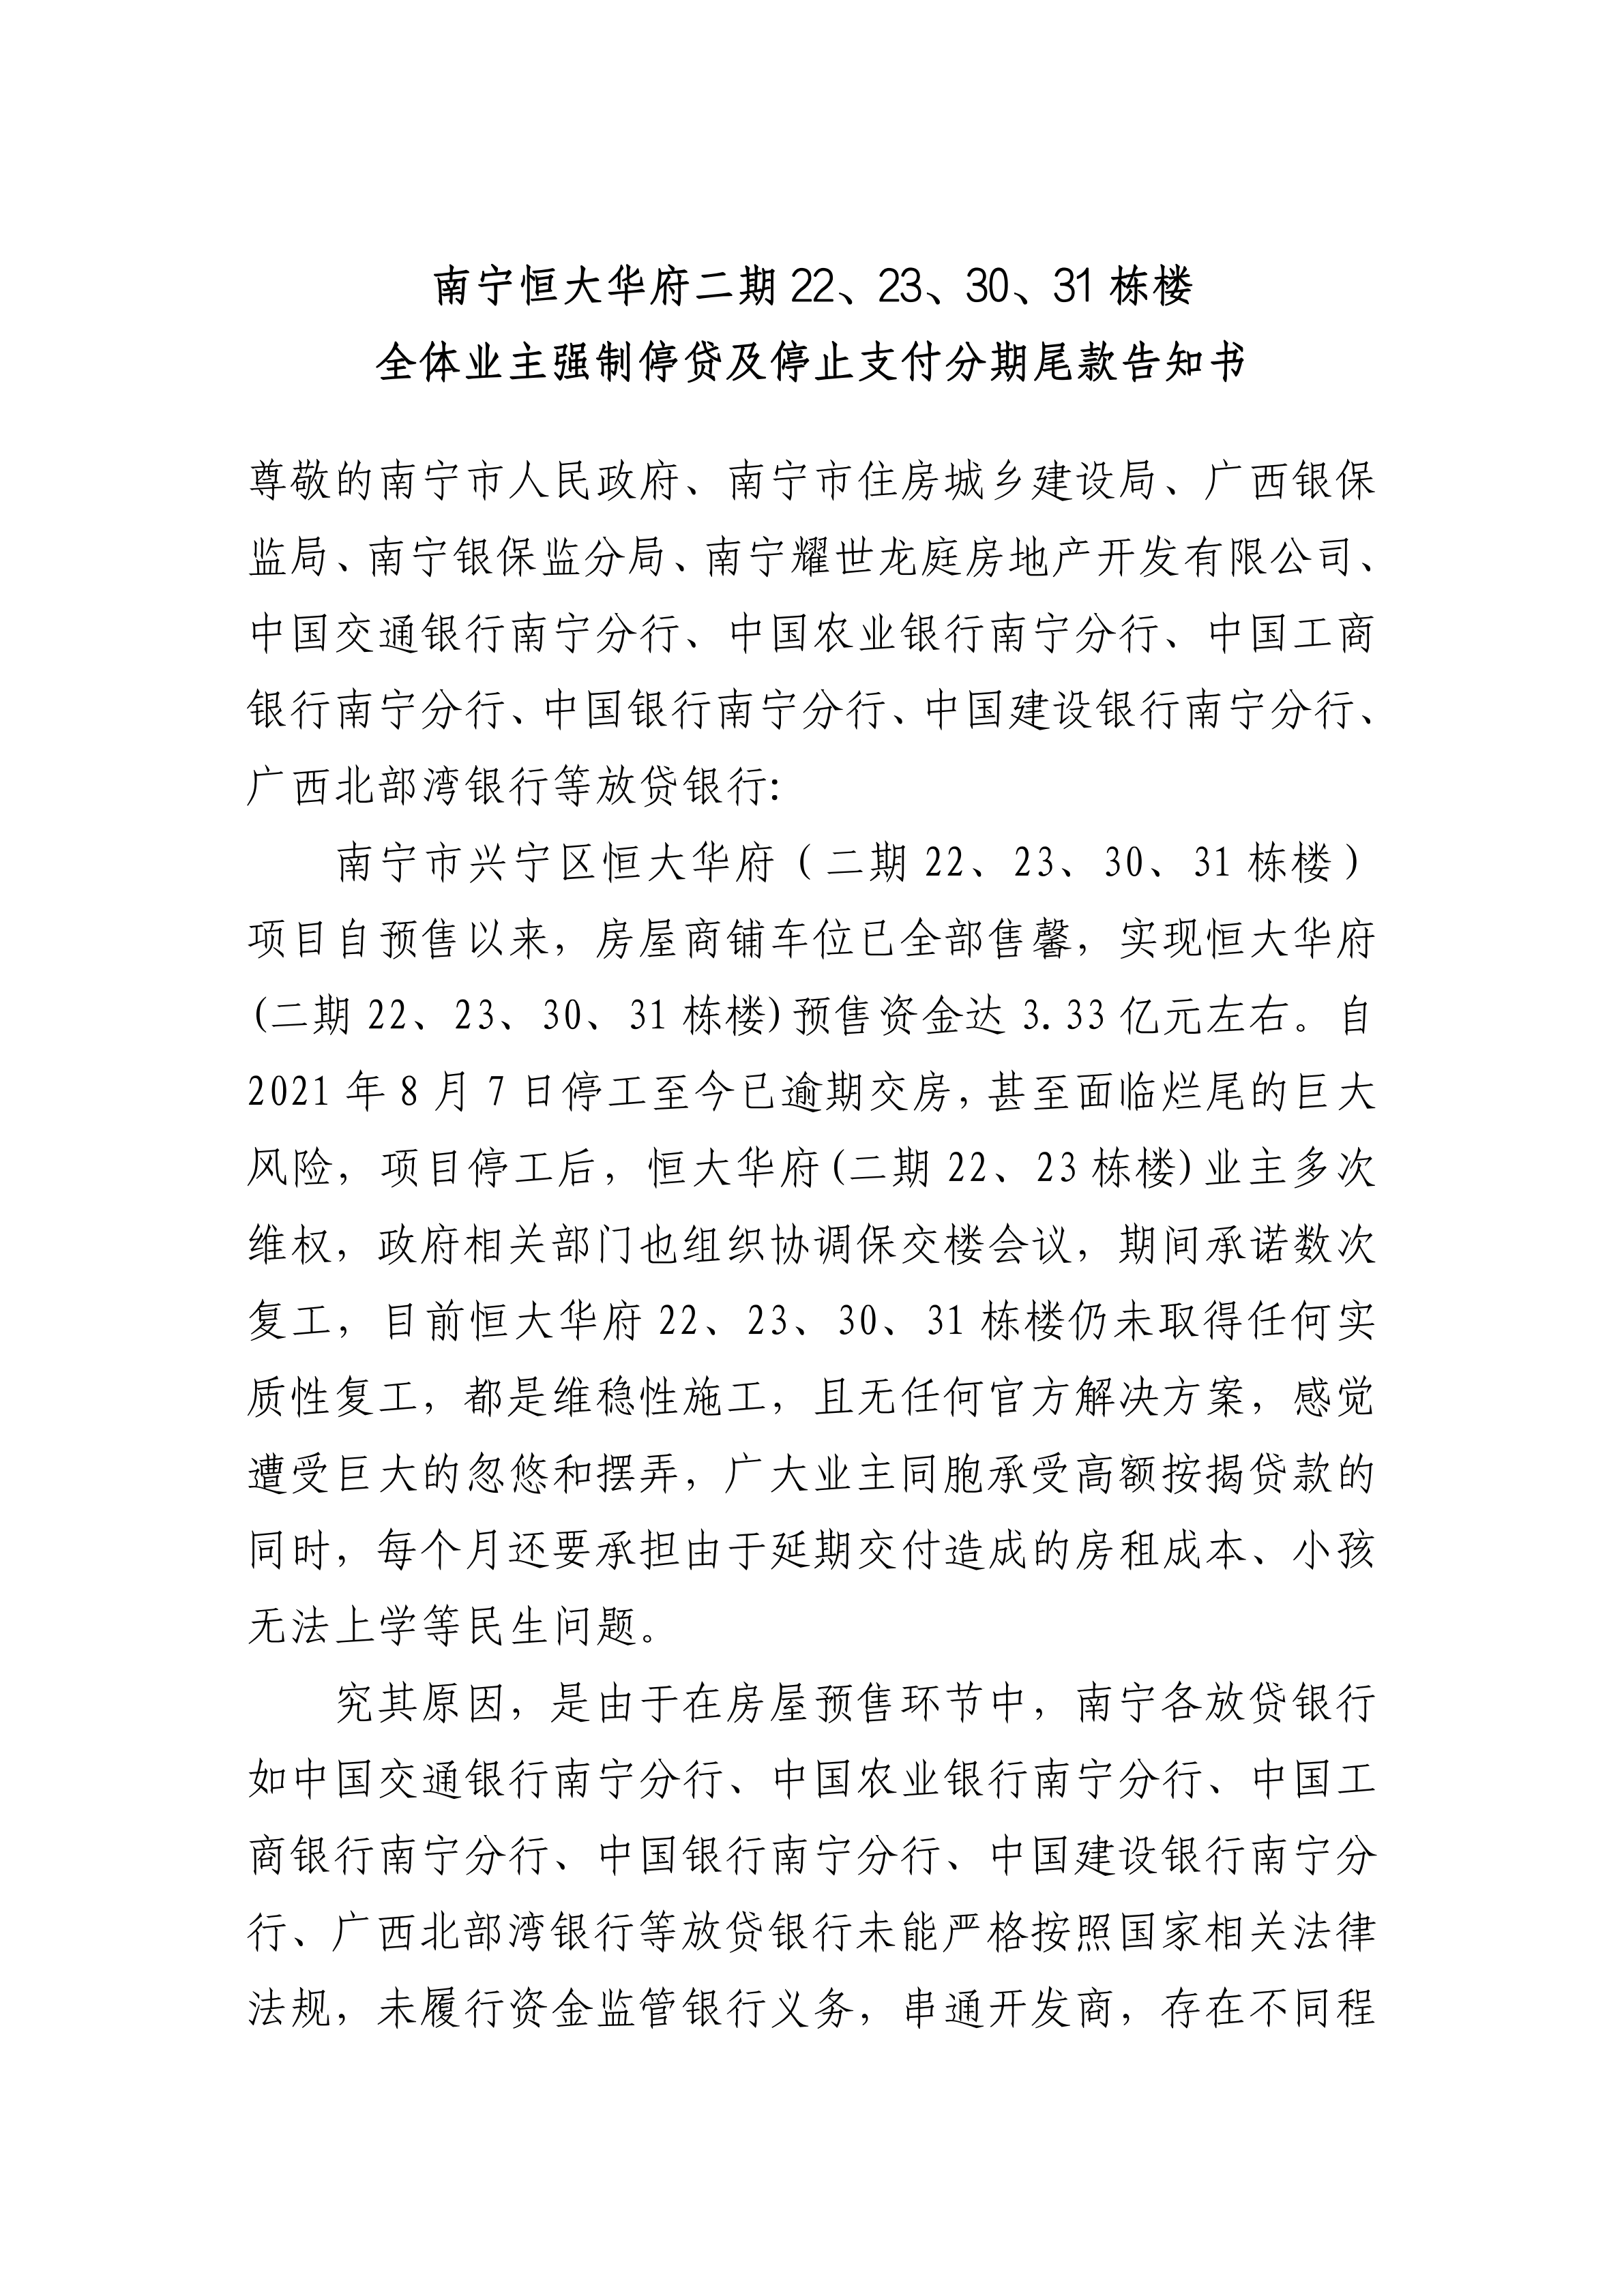 南宁恒大华府二期 22、23、30、31 栋楼
全体业主强制停贷及停止支付分期尾款告知书
尊敬的南宁市人民政府、南宁市住房城乡建设局、广西银保
监局、南宁银保监分局、南宁耀世龙庭房地产开发有限公司、
中国交通银行南宁分行、中国农业银行南宁分行、中国工商
银行南宁分行、中国银行南宁分行、中国建设银行南宁分行、
广西北部湾银行等放贷银行:
南宁市兴宁区恒大华府（二期 22、23、30、31 栋楼）
项目自预售以来，房屋商铺车位已全部售馨，实现恒大华府
(二期 22、23、30、31 栋楼)预售资金达 3.33 亿元左右。自
2021 年 8 月 7 日停工至今已逾期交房，甚至面临烂尾的巨大
风险，项目停工后，恒大华府(二期 22、23 栋楼)业主多次
维权，政府相关部门也组织协调保交楼会议，期间承诺数次
复工，目前恒大华府 22、23、30、31 栋楼仍未取得任何实
质性复工，都是维稳性施工，且无任何官方解决方案，感觉
遭受巨大的忽悠和摆弄，广大业主同胞承受高额按揭贷款的
同时，每个月还要承担由于延期交付造成的房租成本、小孩
无法上学等民生问题。
究其原因，是由于在房屋预售环节中，南宁各放贷银行
如中国交通银行南宁分行、中国农业银行南宁分行、中国工
商银行南宁分行、中国银行南宁分行、中国建设银行南宁分
行、广西北部湾银行等放贷银行未能严格按照国家相关法律
法规，未履行资金监管银行义务，串通开发商，存在不同程